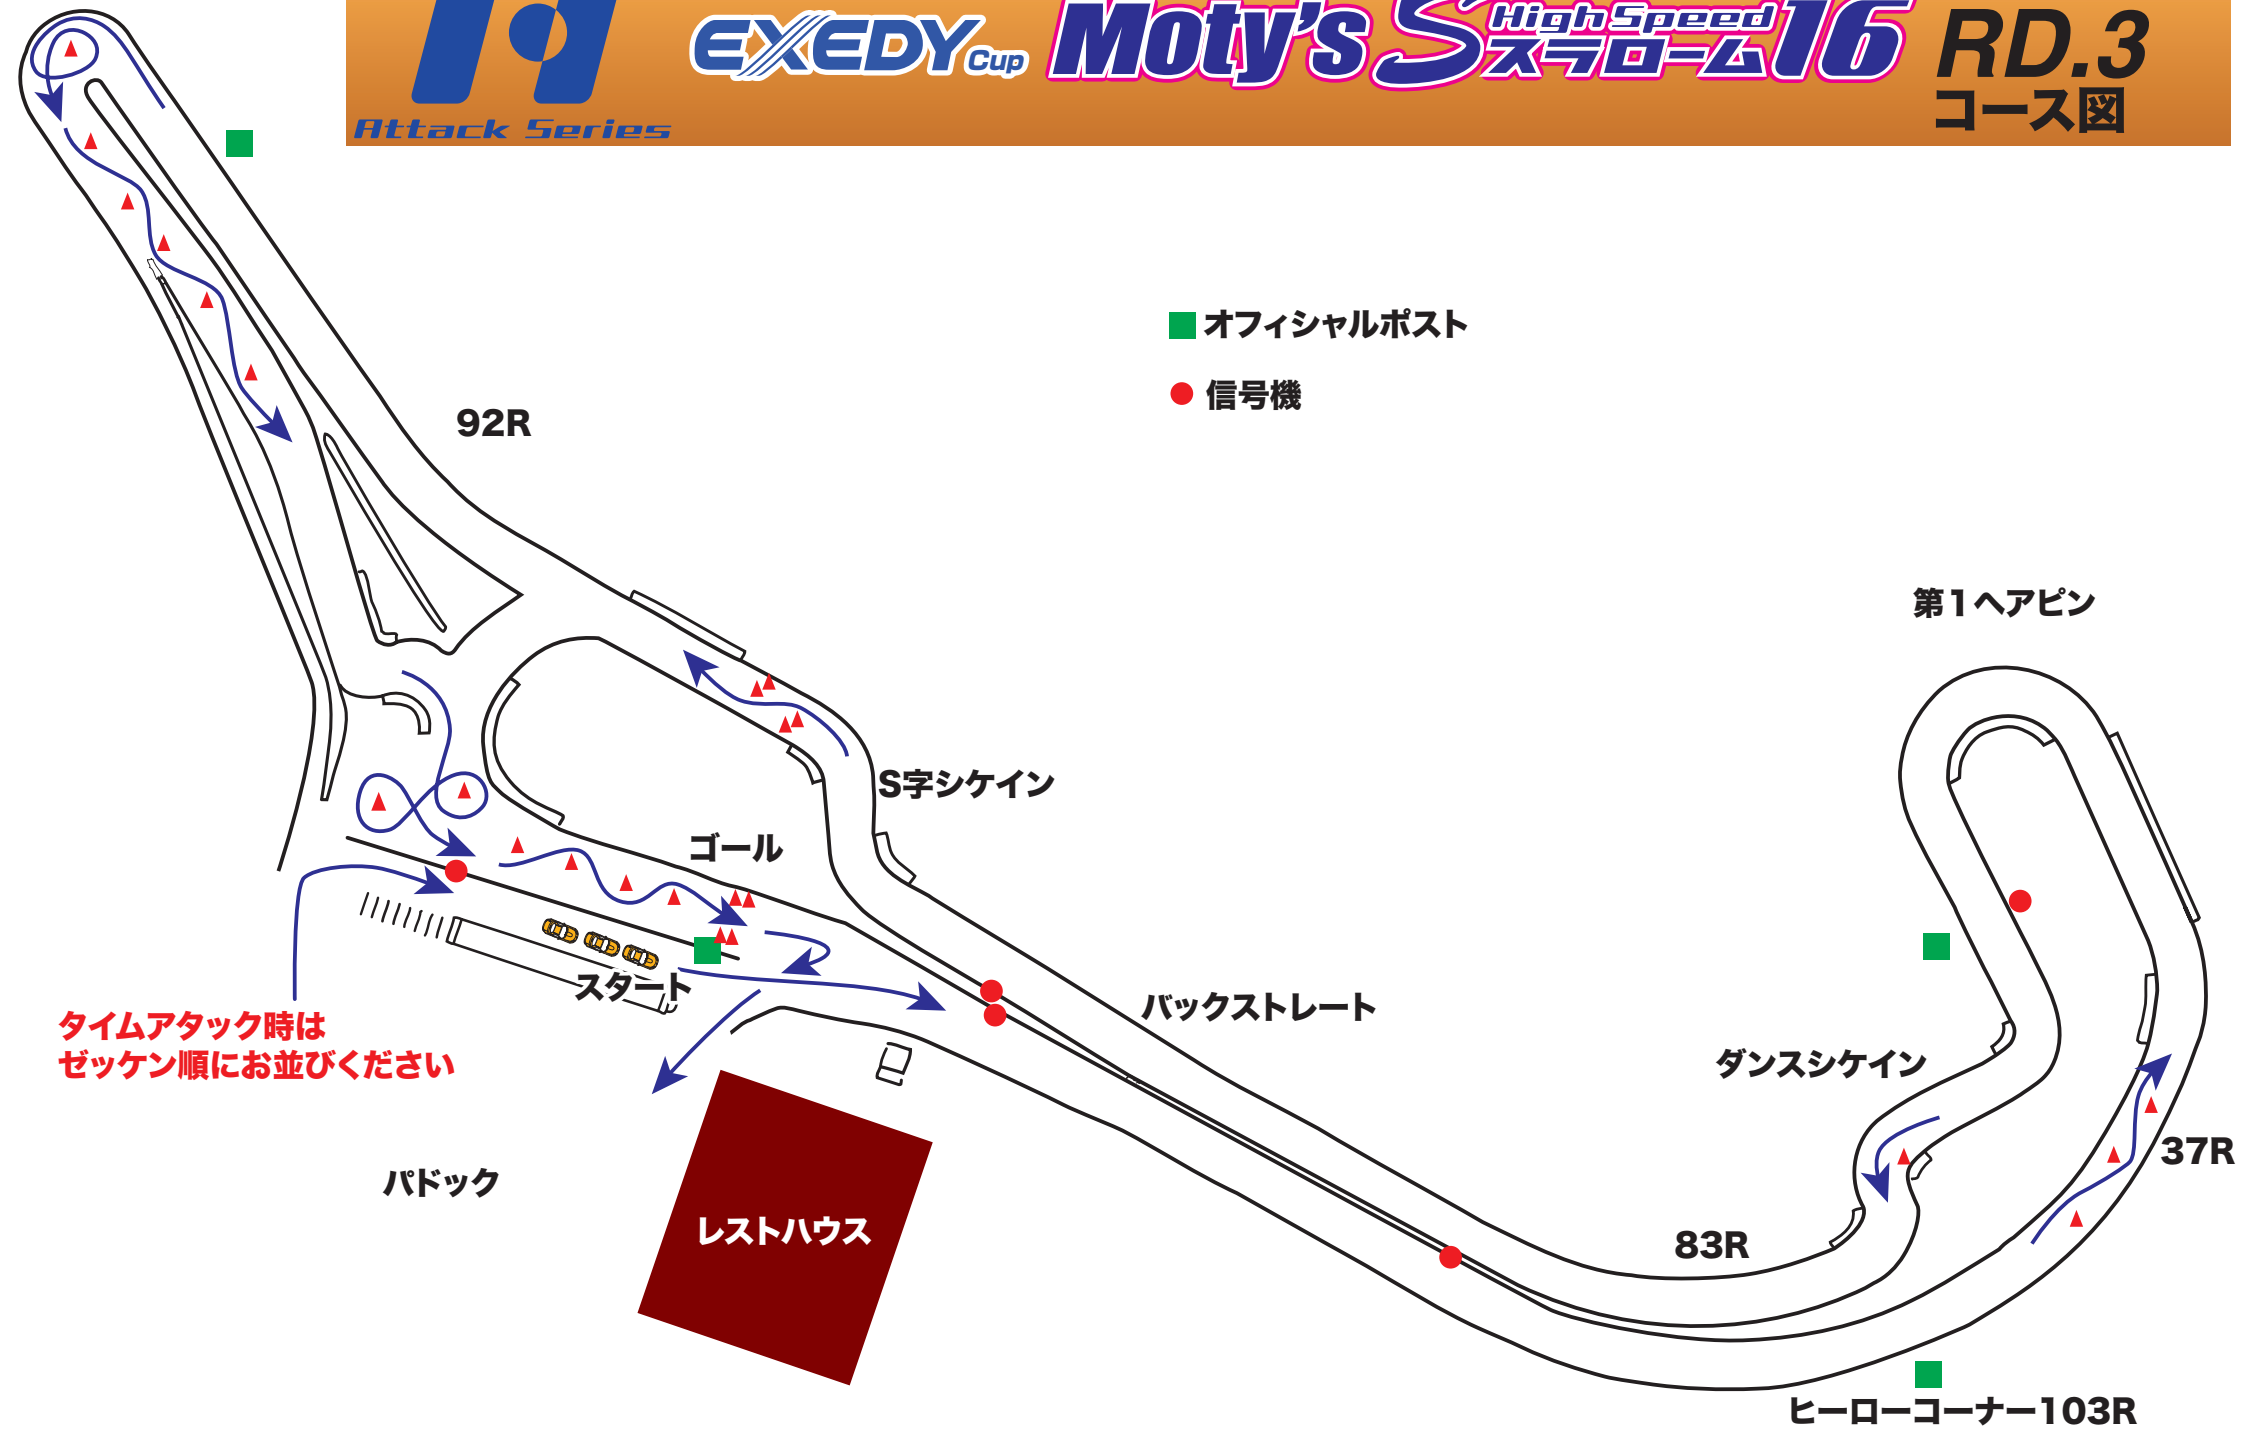 Attack Series
EXEDY Cup
Moty's
High Speed
スラローム16
RD.3
コース図
オフィシャルポスト
信号機
92R
第1ヘアピン
S字シケイン
ゴール
バックストレート
スタート
タイムアタック時は
ゼッケン順にお並びください
ダンスシケイン
37R
パドック
レストハウス
83R
ヒーローコーナー103R